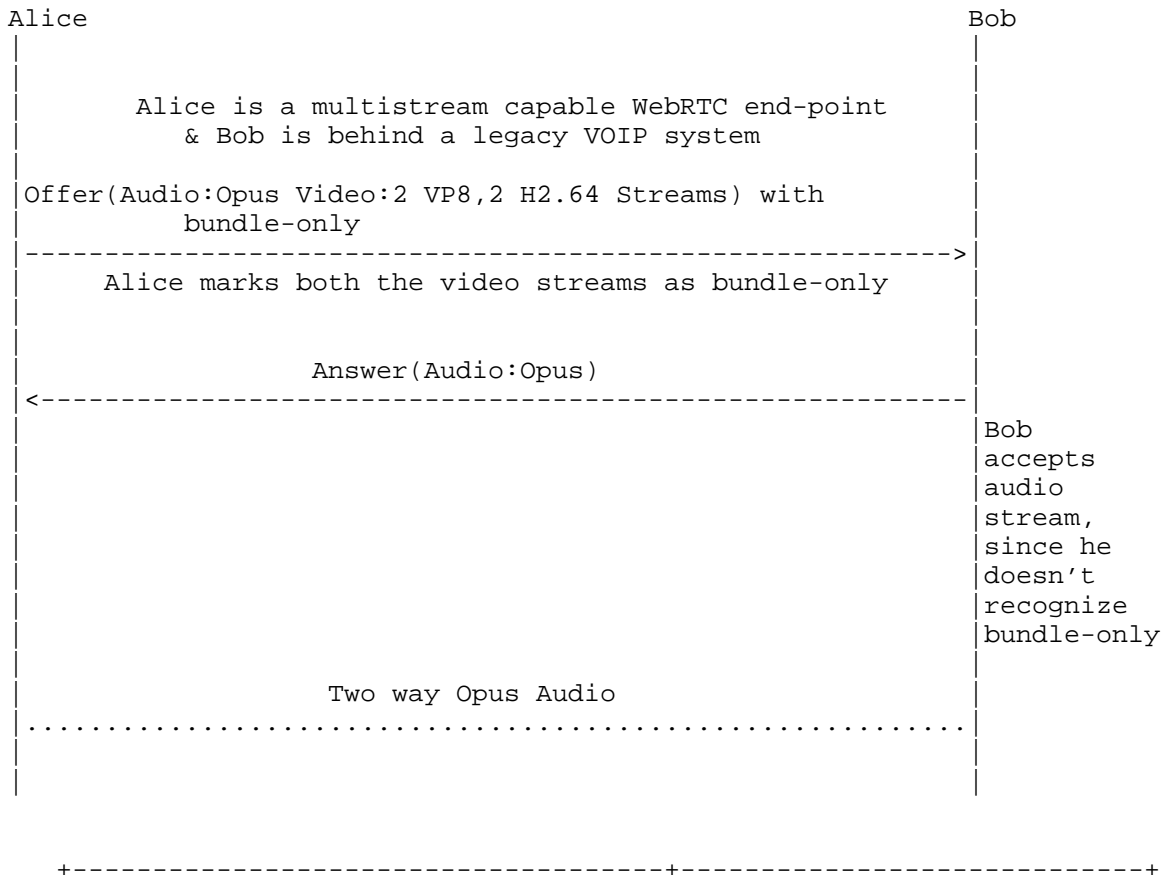 Alice Bob
Alice is a multistream capable WebRTC end-point
& Bob is behind a legacy VOIP system
Offer(Audio:Opus Video:2 VP8,2 H2.64 Streams) with
bundle-only
Alice marks both the video streams as bundle-only
Answer(Audio:Opus)
Bob
accepts
audio
stream,
since he
doesn't
recognize
bundle-only
Two way Opus Audio